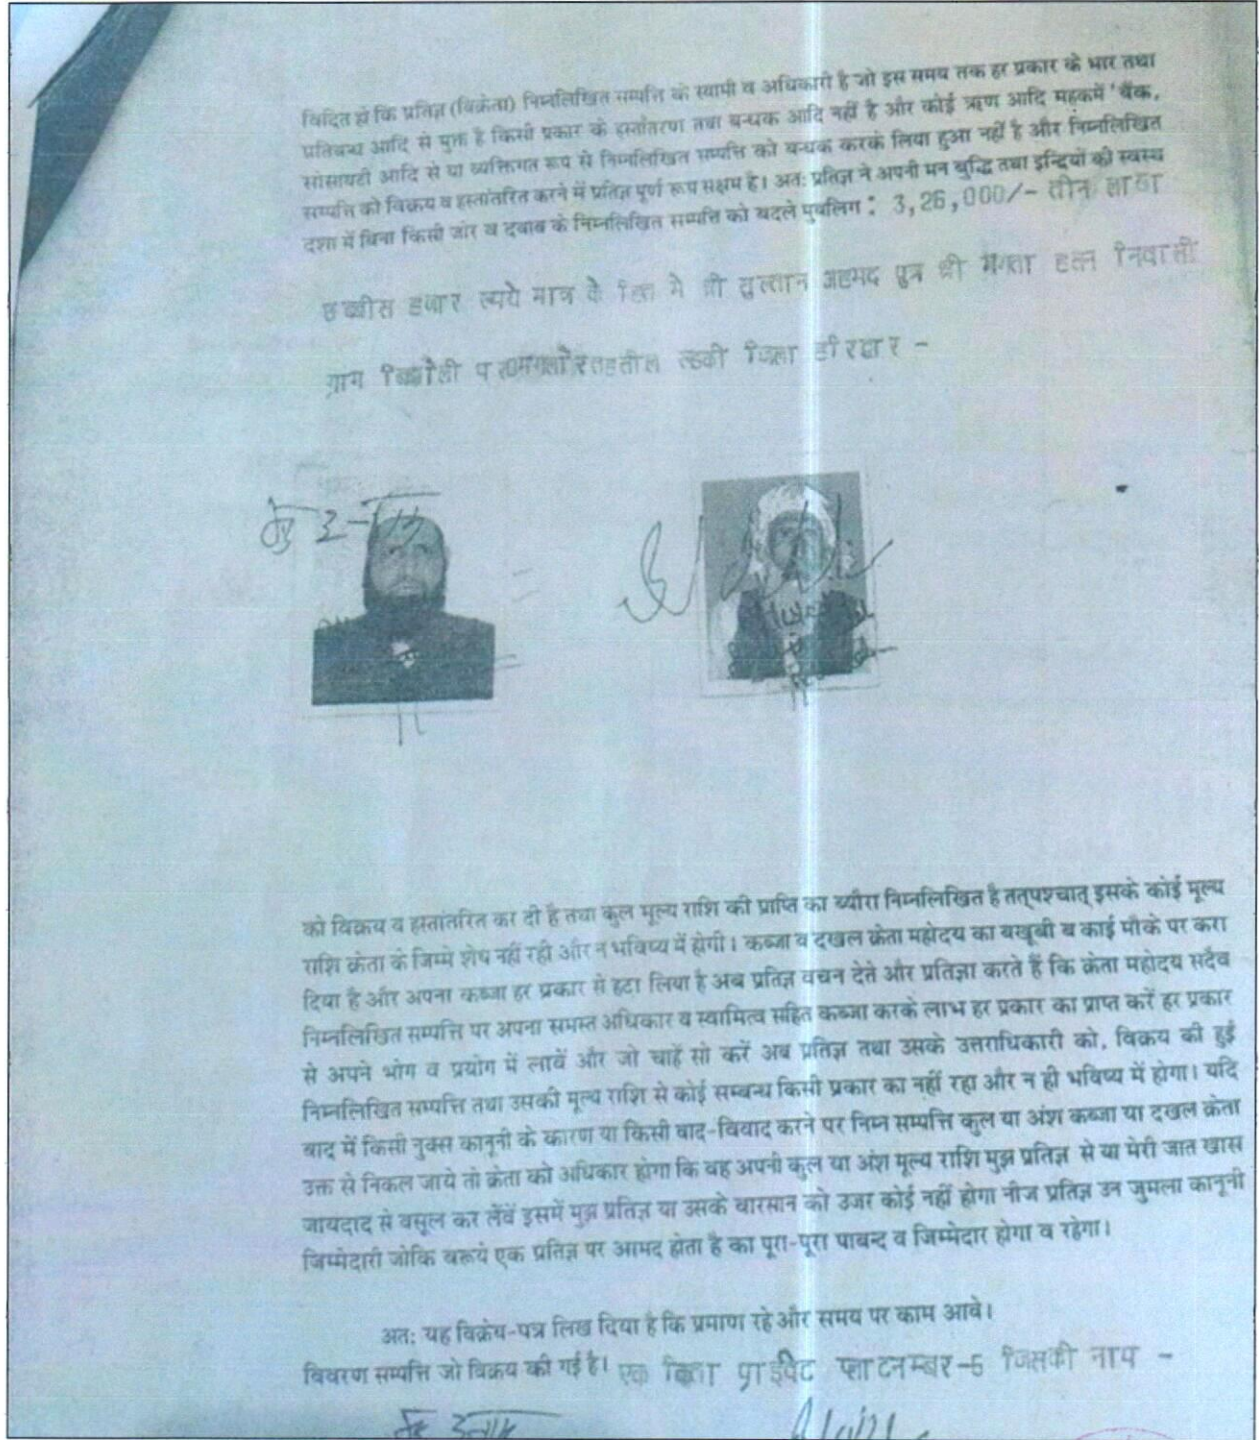 विदित हो कि प्रतिज्ञ (विक्रेता) निम्नलिखित सम्पत्ति के स्वामी व अधिकारी है जो इस समय तक हर प्रकार के भार तथा
प्रतिबन्ध आदि से मुक्त है किसी प्रकार के हस्तांतरण तथा बन्धक आदि नहीं है और कोई ऋण आदि महकमें 'बैंक,
सोसायटी आदि से या व्यक्तिगत रूप से निम्नलिखित सम्पत्ति को बन्धक करके लिया हुआ नहीं है और निम्नलिखित
सम्पत्ति को विक्रय व हस्तांतरित करने में प्रतिज्ञ पूर्ण रूप सक्षम है। अत: प्रतिज्ञ ने अपनी मन बुद्धि तथा इन्द्रियों की स्वस्थ
दशा में बिना किसी जोर व दबाव के निम्नलिखित सम्पत्ति को बदले मुबलिग : 3,26,000/- तीन लाख
छब्बीस हजार रूपये मात्र के हित मे श्री सुल्तान अहमद पुत्र श्री मंगता हसन निवासी
ग्राम तहसील रूडकी जिला हरिद्वार -
को विक्रय व हस्तांतरित कर दी है तथा कुल मूल्य राशि की प्राप्ति का ब्यौरा निम्नलिखित है तत्पश्चात् इसके कोई मूल्य
राशि क्रेता के जिम्मे शेष नहीं रही और न भविष्य में होगी। कब्जा व दखल क्रेता महोदय का बखूबी व काई मौके पर करा
दिया है और अपना कब्जा हर प्रकार से हटा लिया है अब प्रतिज्ञ वचन देते और प्रतिज्ञा करते हैं कि क्रेता महोदय सदैव
निम्नलिखित सम्पत्ति पर अपना समस्त अधिकार व स्वामित्व सहित कब्जा करके लाभ हर प्रकार का प्राप्त करें हर प्रकार
से अपने भोग व प्रयोग में लावें और जो चाहें सो करें अब प्रतिज्ञ तथा उसके उत्तराधिकारी को, विक्रय की हुई
निम्नलिखित सम्पत्ति तथा उसकी मूल्य राशि से कोई सम्बन्ध किसी प्रकार का नहीं रहा और न ही भविष्य में होगा। यदि
बाद में किसी नुक्स कानूनी के कारण या किसी वाद-विवाद करने पर निम्न सम्पत्ति कुल या अंश कब्जा या दखल क्रेता
उक्त से निकल जाये तो क्रेता को अधिकार होगा कि वह अपनी कुल या अंश मूल्य राशि मुझ प्रतिज्ञ से या मेरी जात खास
जायदाद से वसूल कर लेंवें इसमें मुझ प्रतिज्ञ या उसके वारसान को उजर कोई नहीं होगा नीज प्रतिज्ञ उन जुमला कानूनी
जिम्मेदारी जोकि बरूये एक प्रतिज्ञ पर आमद होता है का पूरा-पूरा पाबन्द व जिम्मेदार होगा व रहेगा।
अत: यह विक्रय-पत्र लिख दिया है कि प्रमाण रहे और समय पर काम आवे।
विवरण सम्पत्ति जो विक्रय की गई है। एक किता प्राईवेट प्लाटनम्बर-5 जिसकी नाप -